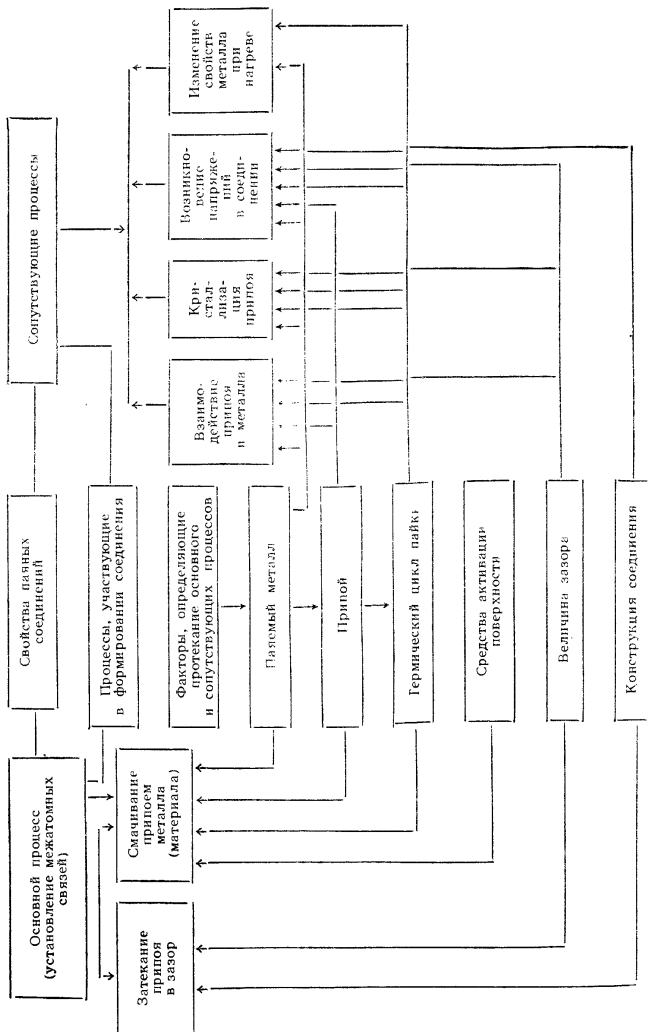 Основной процесс
(установление межатомных
связей)
Свойства паяных
соединений
Сопутствующие процессы
Процессы, участвующие
в формировании соединения
Затекание
припоя
в зазор
Смачивание
припоем
металла
(материала)
Факторы, определяющие
протекание основного
и сопутствующих процессов
Взаимо-
действие
припоя
и металла
Кри-
стал-
лиза-
ция
припоя
Возникно-
вение
напряже-
ний
в соеди-
нении
Изменение
свойств
металла
при
нагреве
Паяемый металл
Припой
Термический цикл пайки
Средства активации
поверхности
Величина зазора
Конструкция соединения